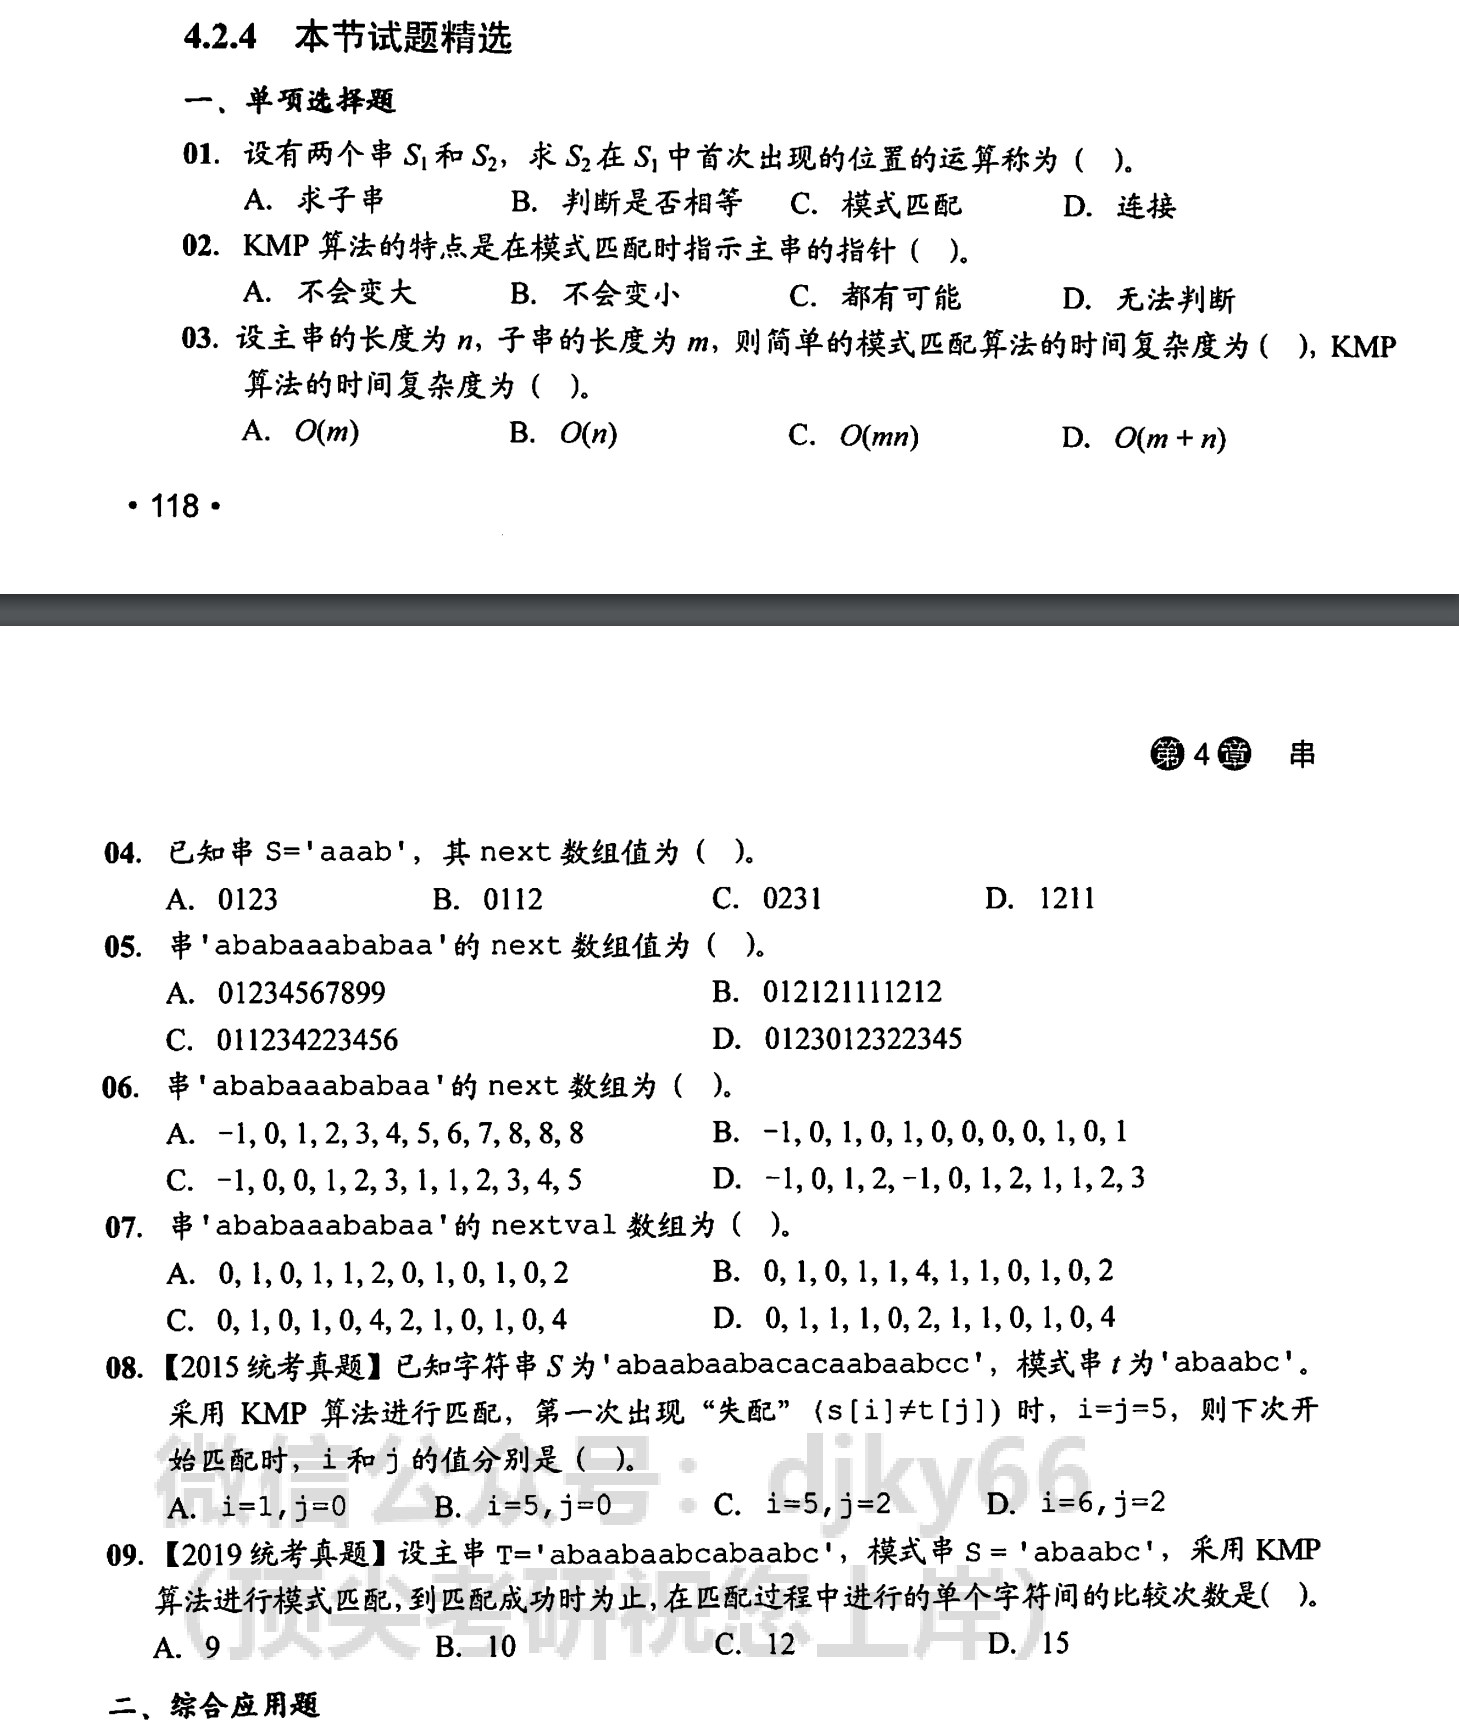 4.2.4 本节试题精选
一、单项选择题
01. 设有两个串 S1 和 S2，求 S2 在 S1 中首次出现的位置的运算称为（ ）。
A. 求子串 B. 判断是否相等 C. 模式匹配 D. 连接
02. KMP 算法的特点是在模式匹配时指示主串的指针（ ）。
A. 不会变大 B. 不会变小 C. 都有可能 D. 无法判断
03. 设主串的长度为 n，子串的长度为 m，则简单的模式匹配算法的时间复杂度为（ ），KMP
算法的时间复杂度为（ ）。
A. O(m) B. O(n) C. O(mn) D. O(m + n)
• 118 •
第 4 章 串
04. 已知串 S='aaab'，其 next 数组值为（ ）。
A. 0123 B. 0112 C. 0231 D. 1211
05. 串'ababaaababaa'的 next 数组值为（ ）。
A. 01234567899 B. 012121111212
C. 011234223456 D. 0123012322345
06. 串'ababaaababaa'的 next 数组为（ ）。
A. -1, 0, 1, 2, 3, 4, 5, 6, 7, 8, 8, 8 B. -1, 0, 1, 0, 1, 0, 0, 0, 0, 1, 0, 1
C. -1, 0, 0, 1, 2, 3, 1, 1, 2, 3, 4, 5 D. -1, 0, 1, 2, -1, 0, 1, 2, 1, 1, 2, 3
07. 串'ababaaababaa'的 nextval 数组为（ ）。
A. 0, 1, 0, 1, 1, 2, 0, 1, 0, 1, 0, 2 B. 0, 1, 0, 1, 1, 4, 1, 1, 0, 1, 0, 2
C. 0, 1, 0, 1, 0, 4, 2, 1, 0, 1, 0, 4 D. 0, 1, 1, 1, 0, 2, 1, 1, 0, 1, 0, 4
08. 【2015 统考真题】已知字符串 S 为'abaabaabacacaabaabcc'，模式串 t 为'abaabc'。
采用 KMP 算法进行匹配，第一次出现“失配”（s[i]≠t[j]）时，i=j=5，则下次开
始匹配时，i 和 j 的值分别是（ ）。
A. i=1,j=0 B. i=5,j=0 C. i=5,j=2 D. i=6,j=2
09. 【2019 统考真题】设主串 T='abaabaabcabaabc'，模式串 S = 'abaabc'，采用 KMP
算法进行模式匹配，到匹配成功时为止，在匹配过程中进行的单个字符间的比较次数是（ ）。
A. 9 B. 10 C. 12 D. 15
二、综合应用题
微信公众号：djky66
（顶尖考研祝您上岸）